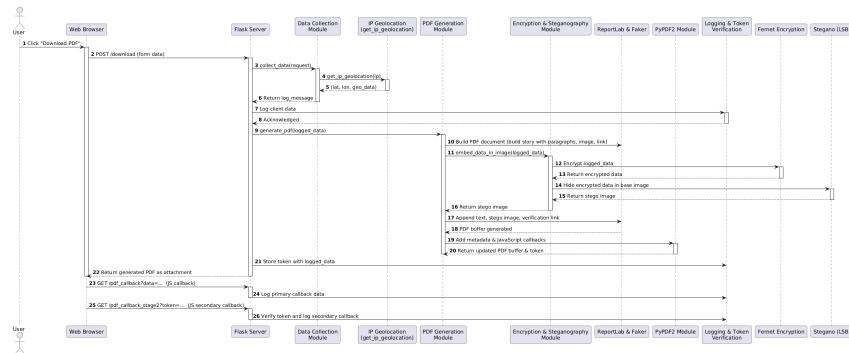 User
Web Browser
Flask Server
Data Collection
Module
IP Geolocation
(get_ip_geolocation)
PDF Generation
Module
Encryption & Steganography
Module
ReportLab & Faker
PyPDF2 Module
Logging & Token
Verification
Fernet Encryption
Stegano (LSB
1 Click "Download PDF"
2 POST /download (form data)
3 collect_data(request)
4 get_ip_geolocation(ip)
5 (lat, lon, geo_data)
6 Return log_message
7 Log client data
8 Acknowledged
9 generate_pdf(logged_data)
10 Build PDF document (build story with paragraphs, image, link)
11 embed_data_in_image(logged_data)
12 Encrypt logged_data
13 Return encrypted data
14 Hide encrypted data in base image
15 Return stego image
16 Return stego image
17 Append text, stego image, verification link
18 PDF buffer generated
19 Add metadata & JavaScript callbacks
20 Return updated PDF buffer & token
21 Store token with logged_data
22 Return generated PDF as attachment
23 GET /pdf_callback?data=... (JS callback)
24 Log primary callback data
25 GET /pdf_callback_stage2?token=... (JS secondary callback)
26 Verify token and log secondary callback
User
Web Browser
Flask Server
Data Collection
Module
IP Geolocation
(get_ip_geolocation)
PDF Generation
Module
Encryption & Steganography
Module
ReportLab & Faker
PyPDF2 Module
Logging & Token
Verification
Fernet Encryption
Stegano (LSB